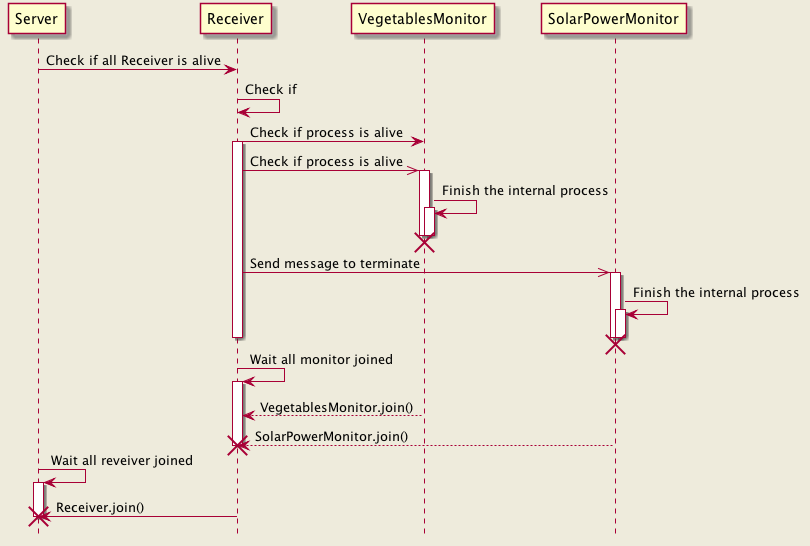 Server
Receiver
VegetablesMonitor
SolarPowerMonitor
Check if all Receiver is alive
Check if
Check if process is alive
Check if process is alive
Finish the internal process
Send message to terminate
Finish the internal process
Wait all monitor joined
VegetablesMonitor.join()
SolarPowerMonitor.join()
Wait all reveiver joined
Receiver.join()